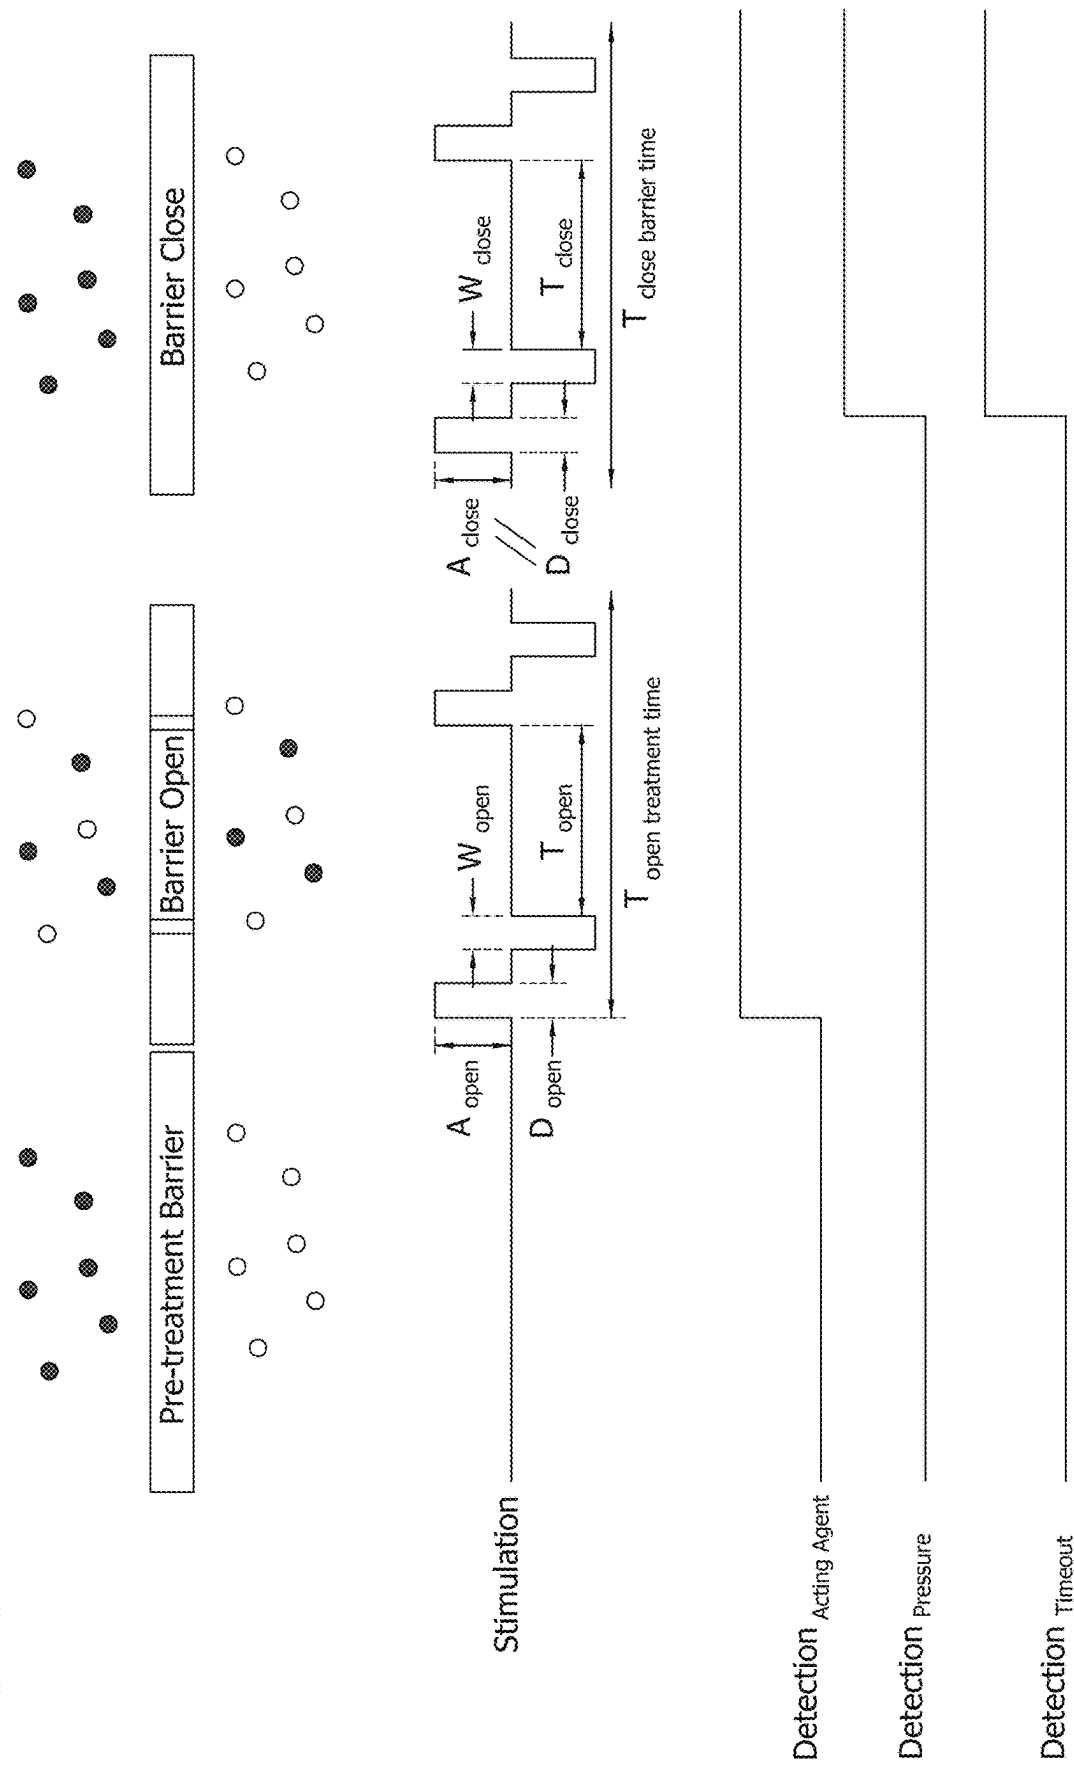 Pre-treatment Barrier
Barrier Open
Barrier Close
Stimulation
A open
D open
W open
T open
T open treatment time
A close
D close
W close
T close
T close barrier time
Detection Acting Agent
Detection Pressure
Detection Timeout